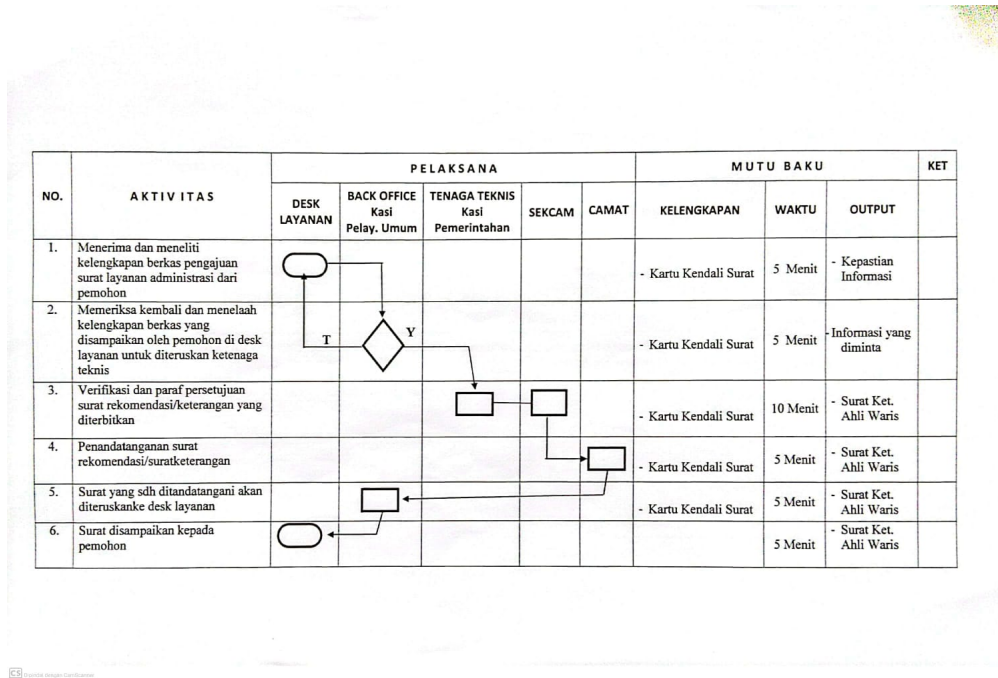 NO.
AKTIVITAS
PELAKSANA
MUTU BAKU
KET
DESK
LAYANAN
BACK OFFICE
Kasi
Pelay. Umum
TENAGA TEKNIS
Kasi
Pemerintahan
SEKCAM
CAMAT
KELENGKAPAN
WAKTU
OUTPUT
1.
Menerima dan meneliti
kelengkapan berkas pengajuan
surat layanan administrasi dari
pemohon
- Kartu Kendali Surat
5 Menit
- Kepastian
Informasi
2.
Memeriksa kembali dan menelaah
kelengkapan berkas yang
disampaikan oleh pemohon di desk
layanan untuk diteruskan ketenaga
teknis
T
Y
- Kartu Kendali Surat
5 Menit
- Informasi yang
diminta
3.
Verifikasi dan paraf persetujuan
surat rekomendasi/keterangan yang
diterbitkan
- Kartu Kendali Surat
10 Menit
- Surat Ket.
Ahli Waris
4.
Penandatanganan surat
rekomendasi/suratketerangan
- Kartu Kendali Surat
5 Menit
- Surat Ket.
Ahli Waris
5.
Surat yang sdh ditandatangani akan
diteruskanke desk layanan
- Kartu Kendali Surat
5 Menit
- Surat Ket.
Ahli Waris
6.
Surat disampaikan kepada
pemohon
5 Menit
- Surat Ket.
Ahli Waris
CS Dipindai dengan CamScanner